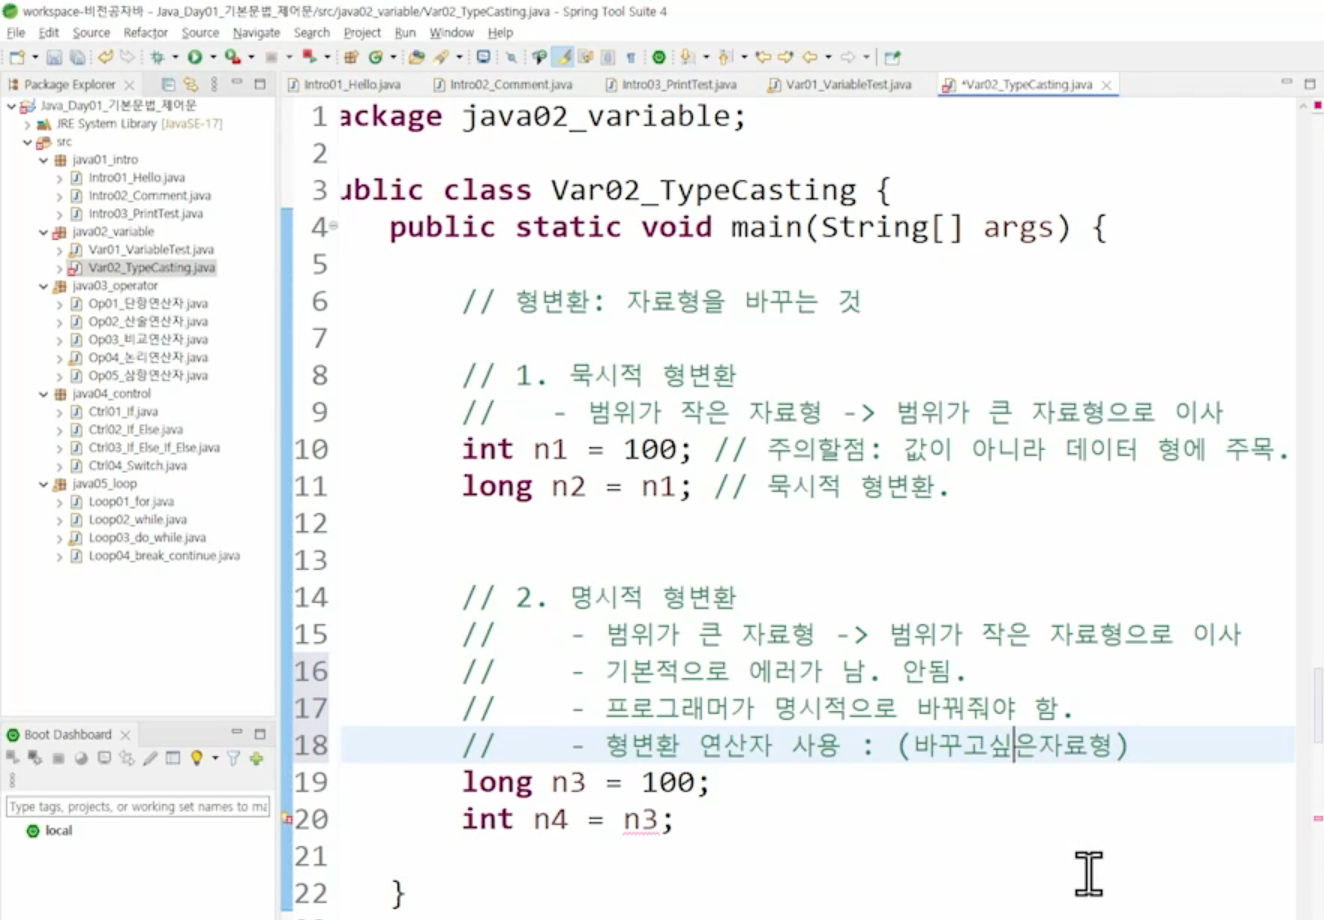 workspace-비전공자바 - Java_Day01_기본문법_제어문/src/java02_variable/Var02_TypeCasting.java - Spring Tool Suite 4
File Edit Source Refactor Source Navigate Search Project Run Window Help
Package Explorer
Java_Day01_기본문법_제어문
JRE System Library [JavaSE-17]
src
java01_intro
Intro01_Hello.java
Intro02_Comment.java
Intro03_PrintTest.java
java02_variable
Var01_VariableTest.java
Var02_TypeCasting.java
java03_operator
Op01_단항연산자.java
Op02_산술연산자.java
Op03_비교연산자.java
Op04_논리연산자.java
Op05_삼항연산자.java
java04_control
Ctrl01_If.java
Ctrl02_If_Else.java
Ctrl03_If_Else_If_Else.java
Ctrl04_Switch.java
java05_loop
Loop01_for.java
Loop02_while.java
Loop03_do_while.java
Loop04_break_continue.java
Boot Dashboard
Type tags, projects, or working set names to ma
local
Intro01_Hello.java Intro02_Comment.java Intro03_PrintTest.java Var01_VariableTest.java *Var02_TypeCasting.java
1 ackage java02_variable;
2
3 ublic class Var02_TypeCasting {
4 public static void main(String[] args) {
5
6 // 형변환: 자료형을 바꾸는 것
7
8 // 1. 묵시적 형변환
9 // - 범위가 작은 자료형 -> 범위가 큰 자료형으로 이사
10 int n1 = 100; // 주의할점: 값이 아니라 데이터 형에 주목.
11 long n2 = n1; // 묵시적 형변환.
12
13
14 // 2. 명시적 형변환
15 // - 범위가 큰 자료형 -> 범위가 작은 자료형으로 이사
16 // - 기본적으로 에러가 남. 안됨.
17 // - 프로그래머가 명시적으로 바꿔줘야 함.
18 // - 형변환 연산자 사용 : (바꾸고싶은자료형)
19 long n3 = 100;
20 int n4 = n3;
21
22 }